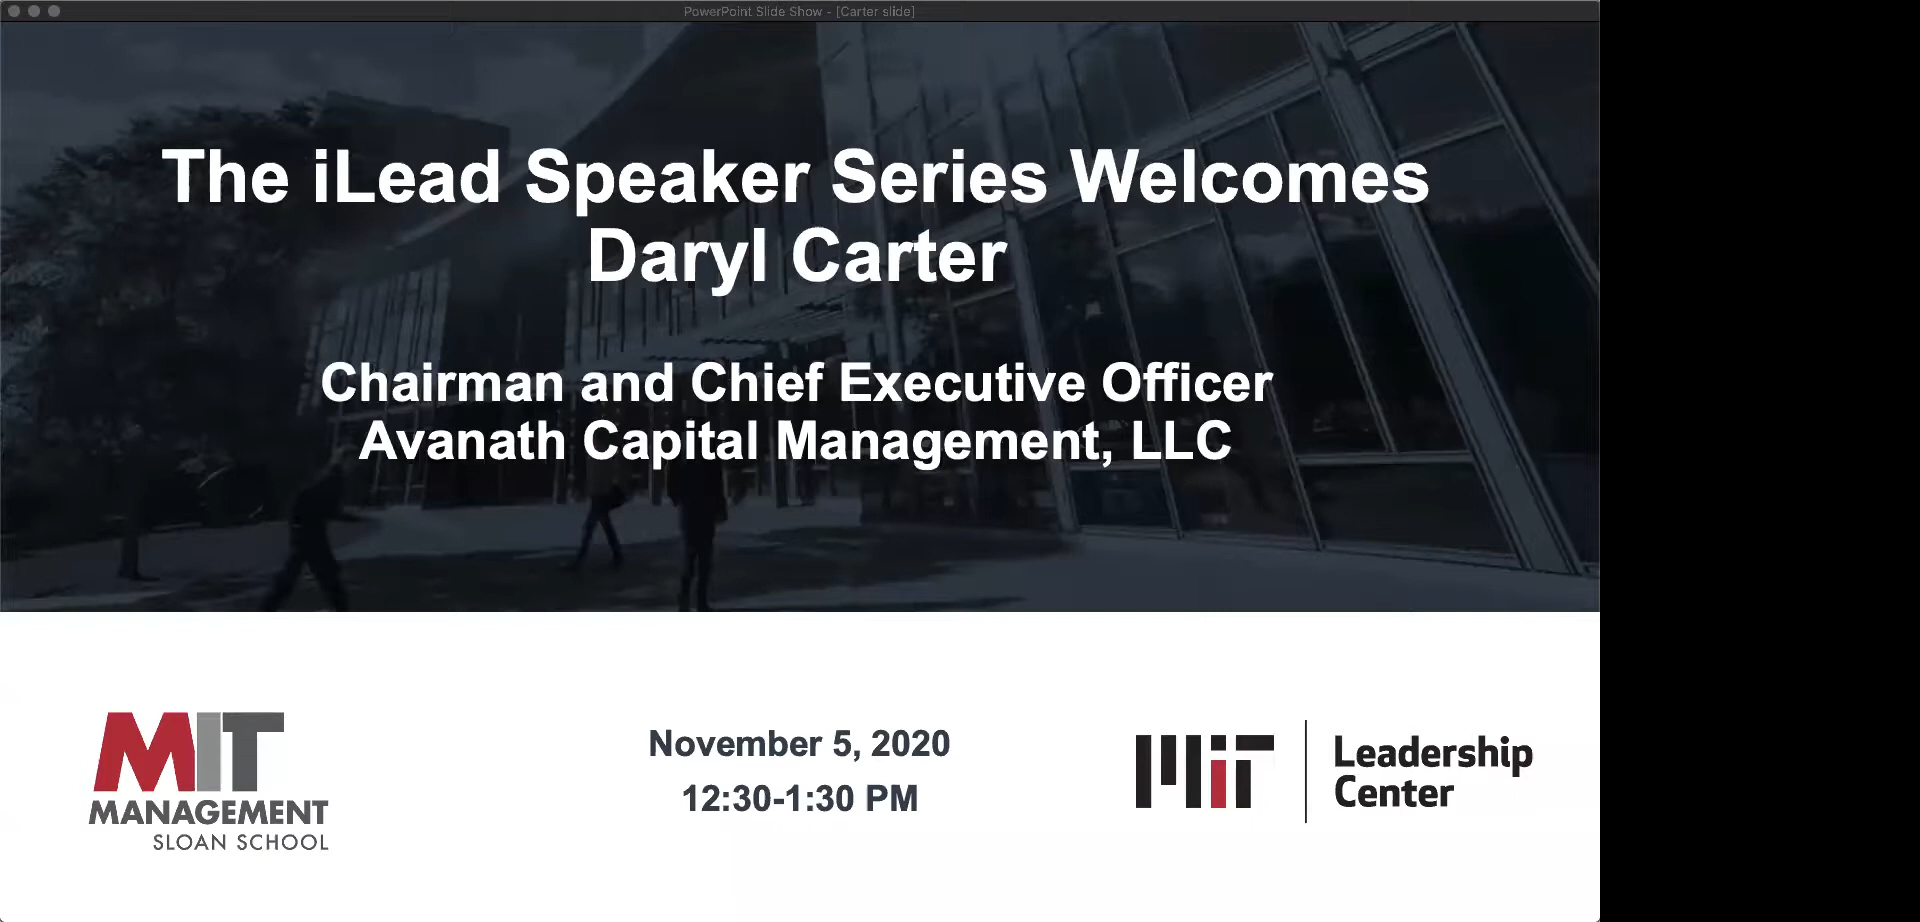 PowerPoint Slide Show - [Carter slide]
The iLead Speaker Series Welcomes
Daryl Carter
Chairman and Chief Executive Officer
Avanath Capital Management, LLC
MIT
MANAGEMENT
SLOAN SCHOOL
November 5, 2020
12:30-1:30 PM
MIT
Leadership
Center